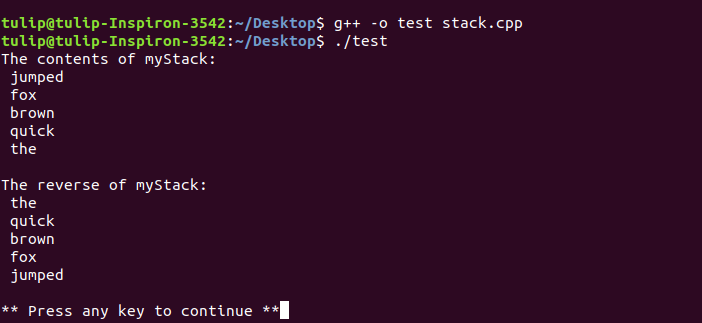 tulip@tulip-Inspiron-3542:~/Desktop$ g++ -o test stack.cpp
tulip@tulip-Inspiron-3542:~/Desktop$ ./test
The contents of myStack:
jumped
fox
brown
quick
the
The reverse of myStack:
the
quick
brown
fox
jumped
** Press any key to continue **